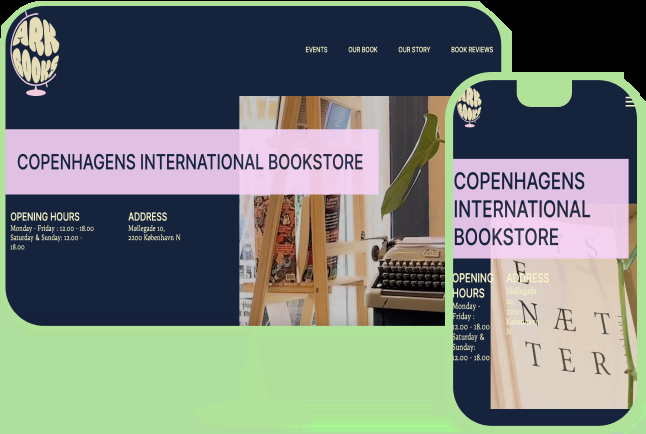 ARK
BOOKS
EVENTS
OUR BOOK
OUR STORY
BOOK REVIEWS
COPENHAGENS INTERNATIONAL BOOKSTORE
OPENING HOURS
Monday - Friday : 12.00 - 18.00
Saturday & Sunday: 12.00 -
18.00
ADDRESS
Møllegade 10,
2200 København N
ARK
BOOKS
COPENHAGENS
INTERNATIONAL
BOOKSTORE
OPENING
HOURS
Monday -
Friday :
12.00 - 18.00
Saturday &
Sunday:
12.00 - 18.00
ADDRESS
Møllegade
10,
2200
København
N
N Æ T
T E R